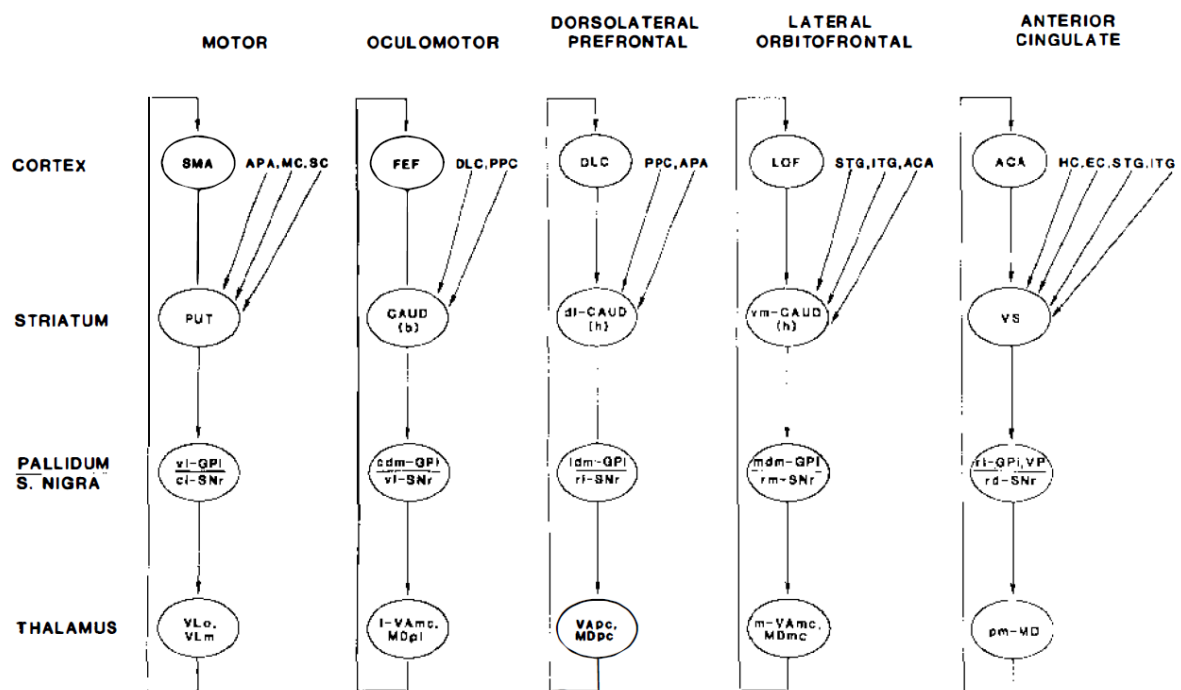 MOTOR
OCULOMOTOR
DORSOLATERAL
PREFRONTAL
LATERAL
ORBITOFRONTAL
ANTERIOR
CINGULATE
CORTEX
SMA
APA,MC,SC
FEF
DLC,PPC
DLC
PPC,APA
LOF
STG,ITG,ACA
ACA
HC,EC,STG,ITG
STRIATUM
PUT
CAUD
(b)
dl-CAUD
(h)
vm-CAUD
(h)
VS
PALLIDUM
S. NIGRA
vl-GPi
cl-SNr
cdm-GPi
vl-SNr
ldm-GPi
rl-SNr
mdm-GPi
rm-SNr
rl-GPi,VP
rd-SNr
THALAMUS
VLo,
VLm
l-VAmc,
MDpl
VApc,
MDpc
m-VAmc,
MDmc
pm-MD